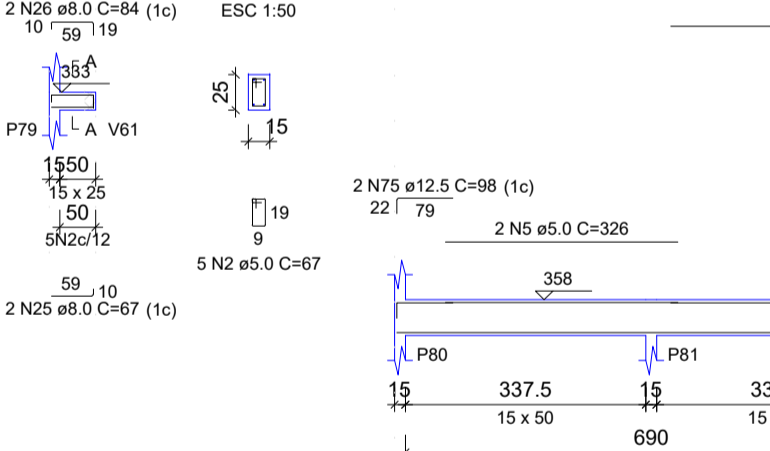 2 N26 ø8.0 C=84 (1c)
10 59 19
A
333
P79 A V61
15 50
15 x 25
50
5N2c/12
59 10
2 N25 ø8.0 C=67 (1c)
ESC 1:50
25
15
19
9
5 N2 ø5.0 C=67
2 N75 ø12.5 C=98 (1c)
22 79
2 N5 ø5.0 C=326
358
P80 P81
15 337.5 15 33
15 x 50 15
690